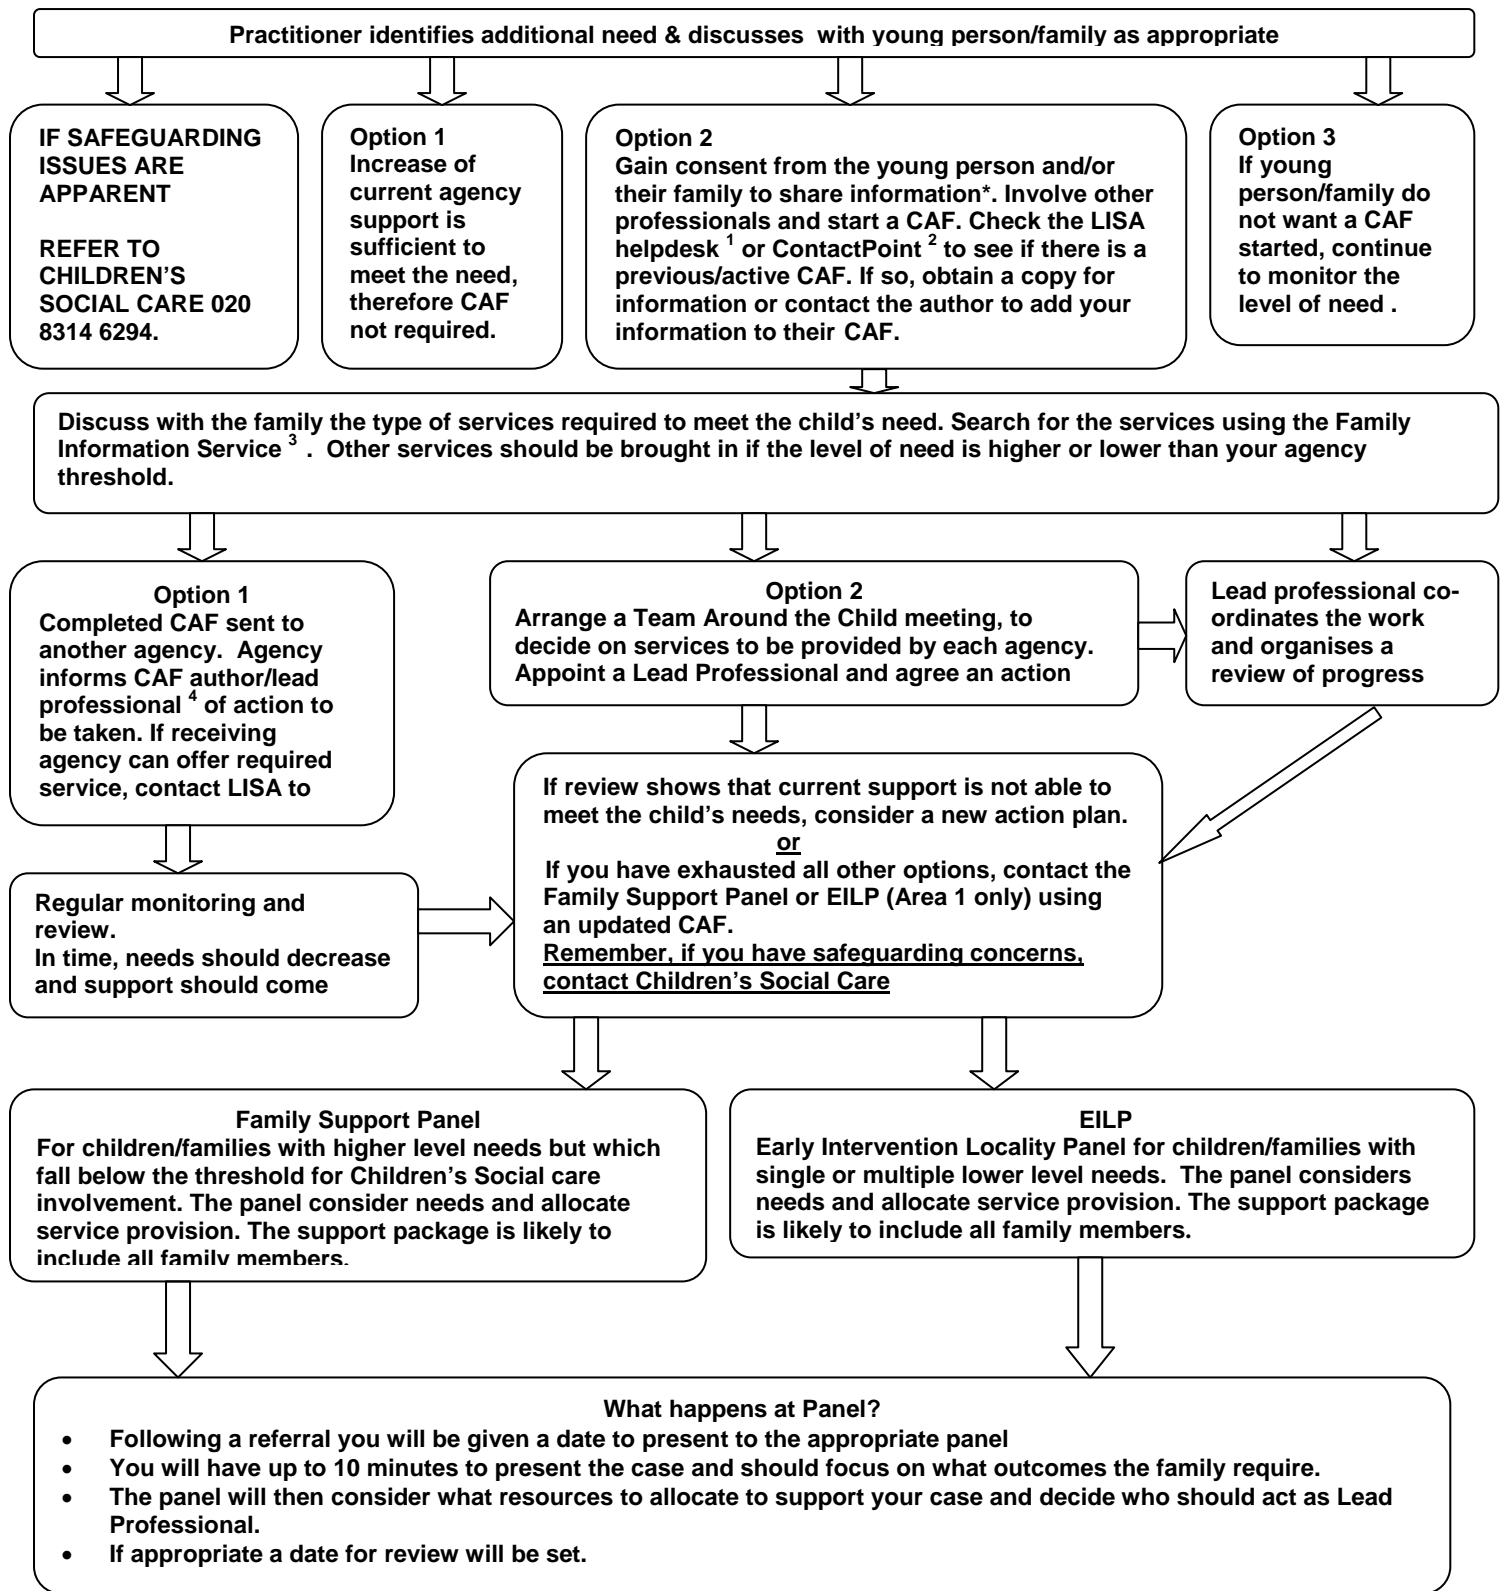 Practitioner identifies additional need & discusses with young person/family as appropriate
IF SAFEGUARDING
ISSUES ARE
APPARENT
REFER TO
CHILDREN'S
SOCIAL CARE 020
8314 6294.
Option 1
Increase of
current agency
support is
sufficient to
meet the need,
therefore CAF
not required.
Option 2
Gain consent from the young person and/or
their family to share information*. Involve other
professionals and start a CAF. Check the LISA
helpdesk 1 or ContactPoint 2 to see if there is a
previous/active CAF. If so, obtain a copy for
information or contact the author to add your
information to their CAF.
Option 3
If young
person/family do
not want a CAF
started, continue
to monitor the
level of need .
Discuss with the family the type of services required to meet the child's need. Search for the services using the Family
Information Service 3 . Other services should be brought in if the level of need is higher or lower than your agency
threshold.
Option 1
Completed CAF sent to
another agency. Agency
informs CAF author/lead
professional 4 of action to
be taken. If receiving
agency can offer required
service, contact LISA to
Option 2
Arrange a Team Around the Child meeting, to
decide on services to be provided by each agency.
Appoint a Lead Professional and agree an action
Lead professional co-
ordinates the work
and organises a
review of progress
Regular monitoring and
review.
In time, needs should decrease
and support should come
If review shows that current support is not able to
meet the child's needs, consider a new action plan.
or
If you have exhausted all other options, contact the
Family Support Panel or EILP (Area 1 only) using
an updated CAF.
Remember, if you have safeguarding concerns,
contact Children's Social Care
Family Support Panel
For children/families with higher level needs but which
fall below the threshold for Children's Social care
involvement. The panel consider needs and allocate
service provision. The support package is likely to
include all family members.
EILP
Early Intervention Locality Panel for children/families with
single or multiple lower level needs. The panel considers
needs and allocate service provision. The support package
is likely to include all family members.
What happens at Panel?
• Following a referral you will be given a date to present to the appropriate panel
• You will have up to 10 minutes to present the case and should focus on what outcomes the family require.
• The panel will then consider what resources to allocate to support your case and decide who should act as Lead
Professional.
• If appropriate a date for review will be set.